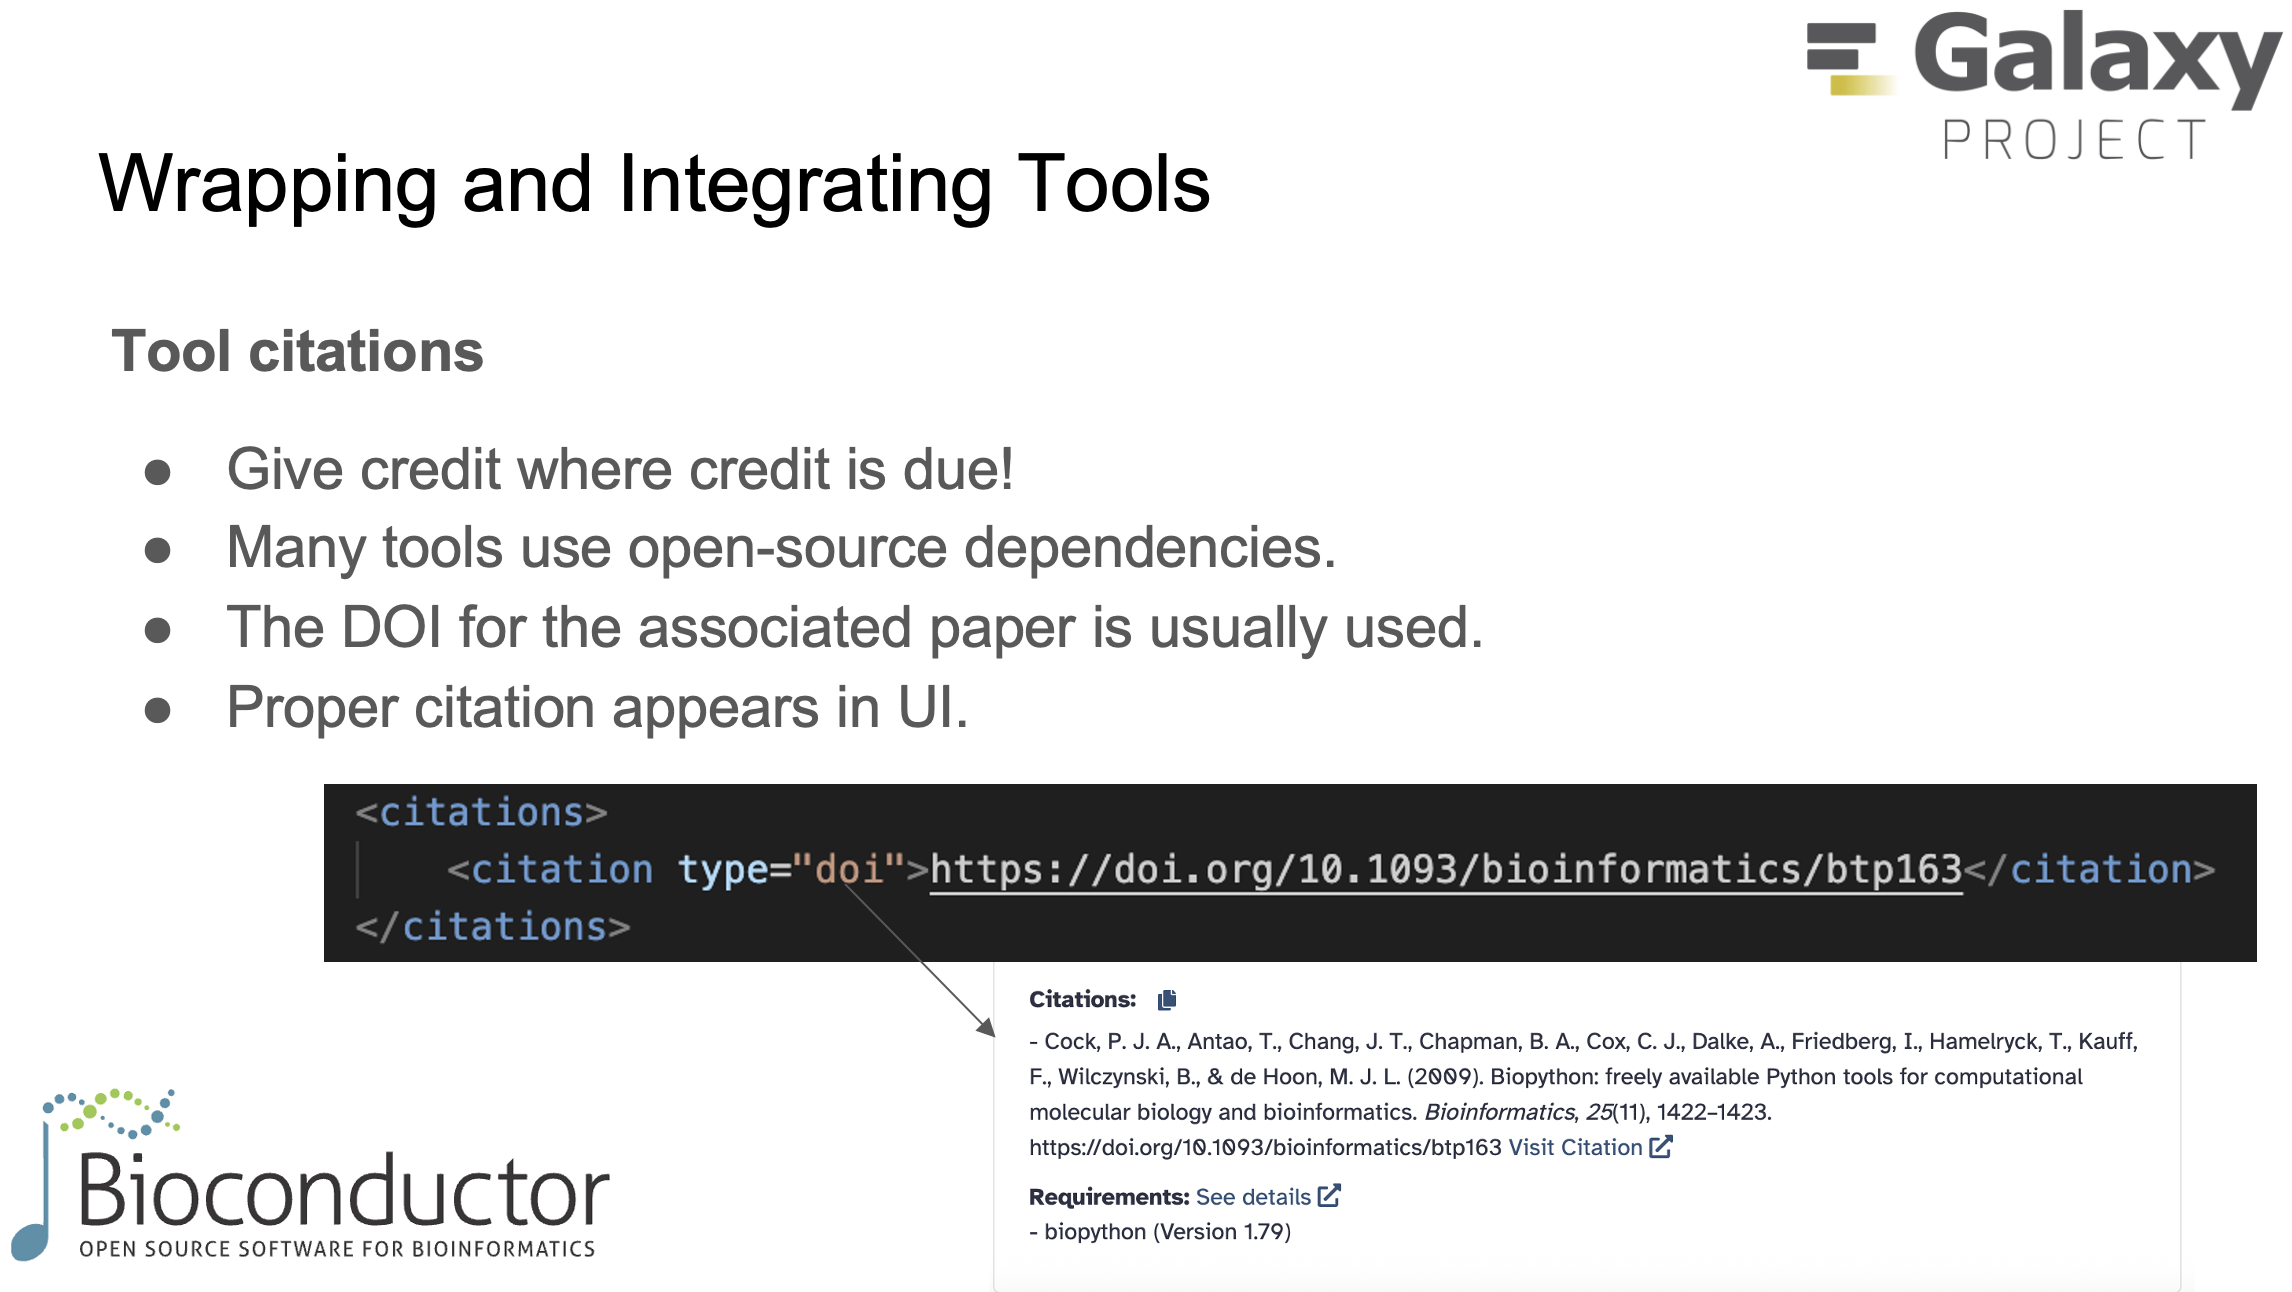 Galaxy
PROJECT
Wrapping and Integrating Tools
Tool citations
● Give credit where credit is due!
● Many tools use open-source dependencies.
● The DOI for the associated paper is usually used.
● Proper citation appears in UI.
<citations>
<citation type="doi">https://doi.org/10.1093/bioinformatics/btp163</citation>
</citations>
Citations:
- Cock, P. J. A., Antao, T., Chang, J. T., Chapman, B. A., Cox, C. J., Dalke, A., Friedberg, I., Hamelryck, T., Kauff,
F., Wilczynski, B., & de Hoon, M. J. L. (2009). Biopython: freely available Python tools for computational
molecular biology and bioinformatics. Bioinformatics, 25(11), 1422–1423.
https://doi.org/10.1093/bioinformatics/btp163 Visit Citation
Requirements: See details
- biopython (Version 1.79)
Bioconductor
OPEN SOURCE SOFTWARE FOR BIOINFORMATICS